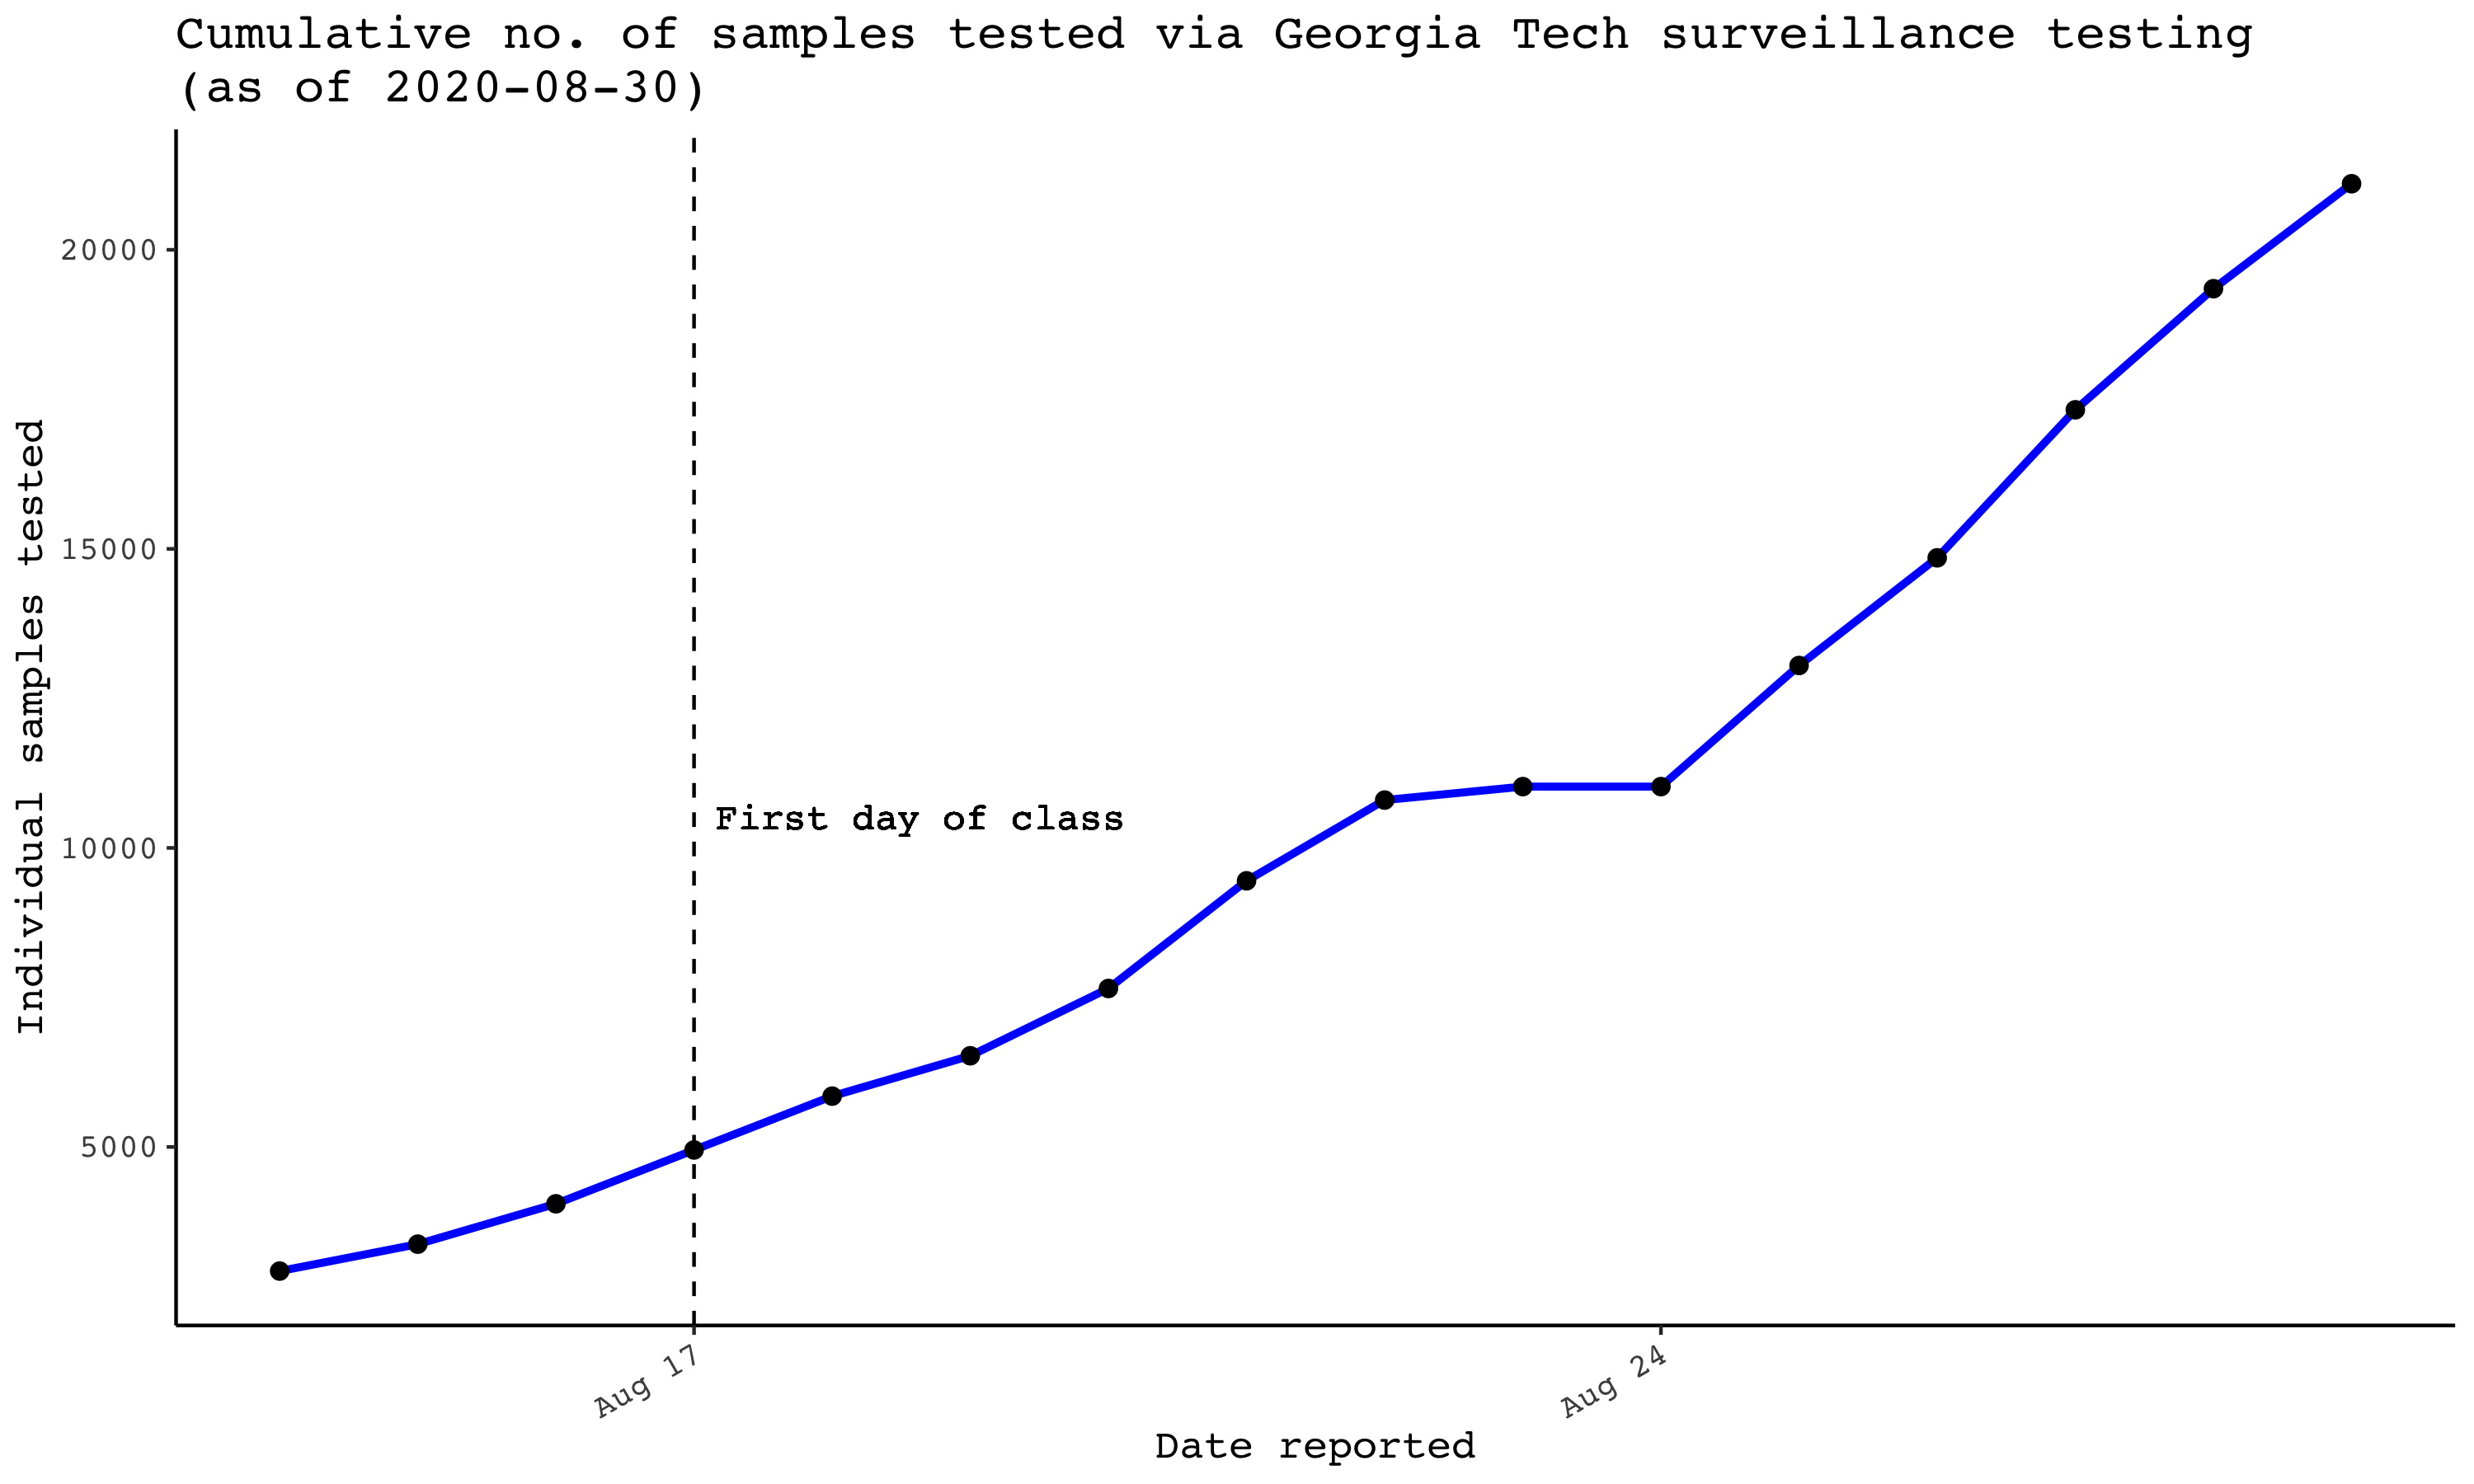 Cumulative no. of samples tested via Georgia Tech surveillance testing
(as of 2020-08-30)
Individual samples tested
20000
15000
10000
5000
First day of class
Aug 17
Aug 24
Date reported